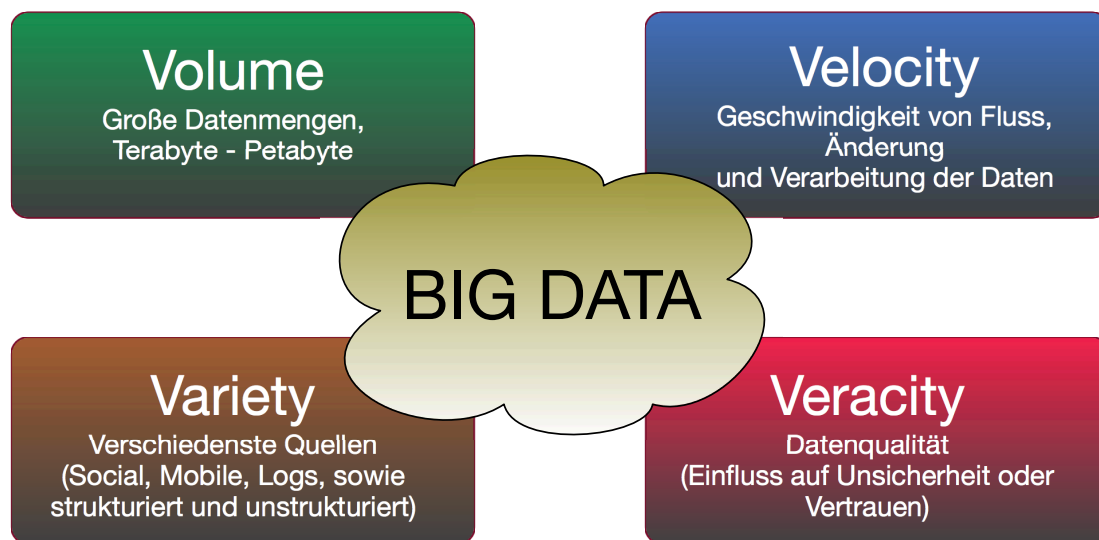 Volume
Große Datenmengen,
Terabyte - Petabyte
Velocity
Geschwindigkeit von Fluss,
Änderung
und Verarbeitung der Daten
BIG DATA
Variety
Verschiedenste Quellen
(Social, Mobile, Logs, sowie
strukturiert und unstrukturiert)
Veracity
Datenqualität
(Einfluss auf Unsicherheit oder
Vertrauen)